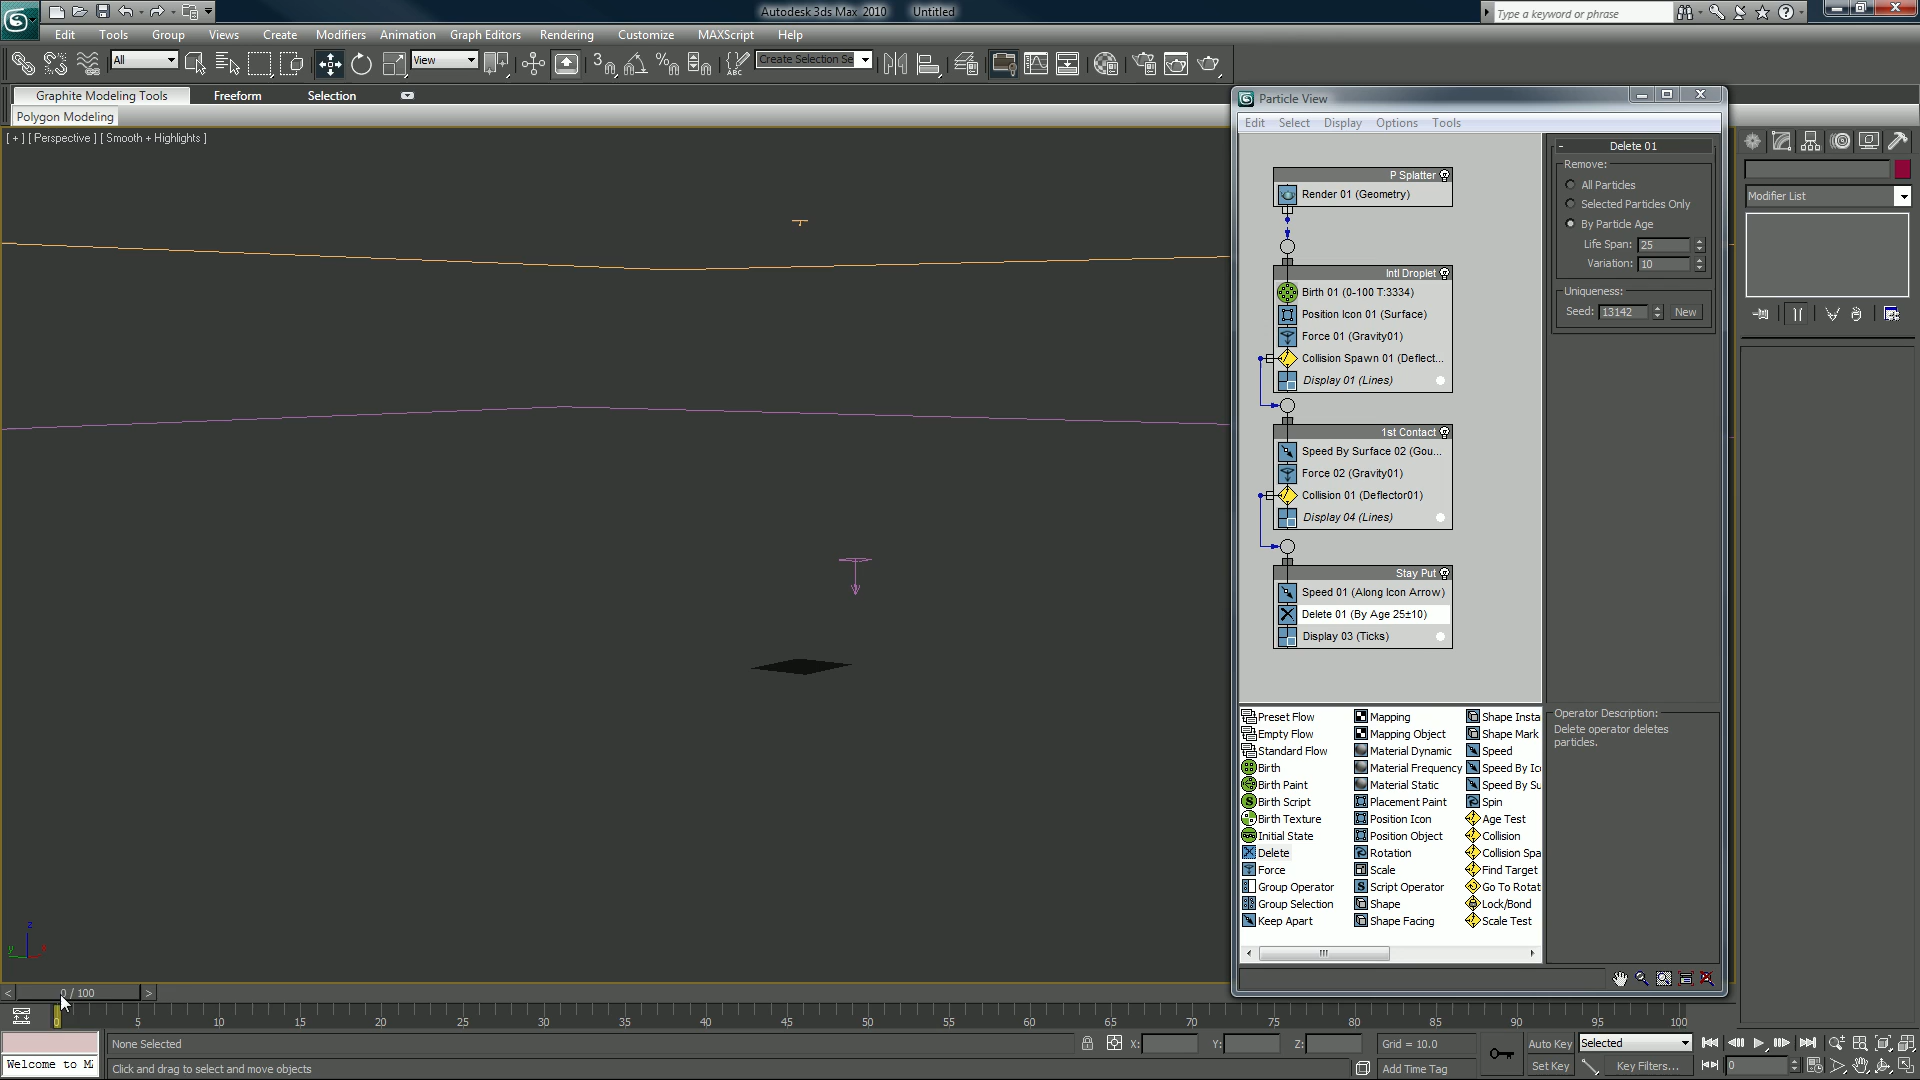 Autodesk 3ds Max 2010 Untitled
Type a keyword or phrase
Edit Tools Group Views Create Modifiers Animation Graph Editors Rendering Customize MAXScript Help
All View Create Selection Se
Graphite Modeling Tools Freeform Selection
Polygon Modeling
[ + ] [ Perspective ] [ Smooth + Highlights ]
Particle View
Edit Select Display Options Tools
P Splatter
Render 01 (Geometry)
Intl Droplet
Birth 01 (0-100 T:3334)
Position Icon 01 (Surface)
Force 01 (Gravity01)
Collision Spawn 01 (Deflect...
Display 01 (Lines)
1st Contact
Speed By Surface 02 (Gou...
Force 02 (Gravity01)
Collision 01 (Deflector01)
Display 04 (Lines)
Stay Put
Speed 01 (Along Icon Arrow)
Delete 01 (By Age 25±10)
Display 03 (Ticks)
Delete 01
Remove:
All Particles
Selected Particles Only
By Particle Age
Life Span: 25
Variation: 10
Uniqueness:
Seed: 13142 New
Modifier List
Preset Flow Mapping Shape Insta
Empty Flow Mapping Object Shape Mark
Standard Flow Material Dynamic Speed
Birth Material Frequency Speed By Ico
Birth Paint Material Static Speed By Su
Birth Script Placement Paint Spin
Birth Texture Position Icon Age Test
Initial State Position Object Collision
Delete Rotation Collision Spa
Force Scale Find Target
Group Operator Script Operator Go To Rotat
Group Selection Shape Lock/Bond
Keep Apart Shape Facing Scale Test
Operator Description:
Delete operator deletes
particles.
z
y
x
< 0 / 100 >
0 5 10 15 20 25 30 35 40 45 50 55 60 65 70 75 80 85 90 95 100
None Selected X: Y: Z: Grid = 10.0 Auto Key Selected
Welcome to M Click and drag to select and move objects Add Time Tag Set Key Key Filters... 0